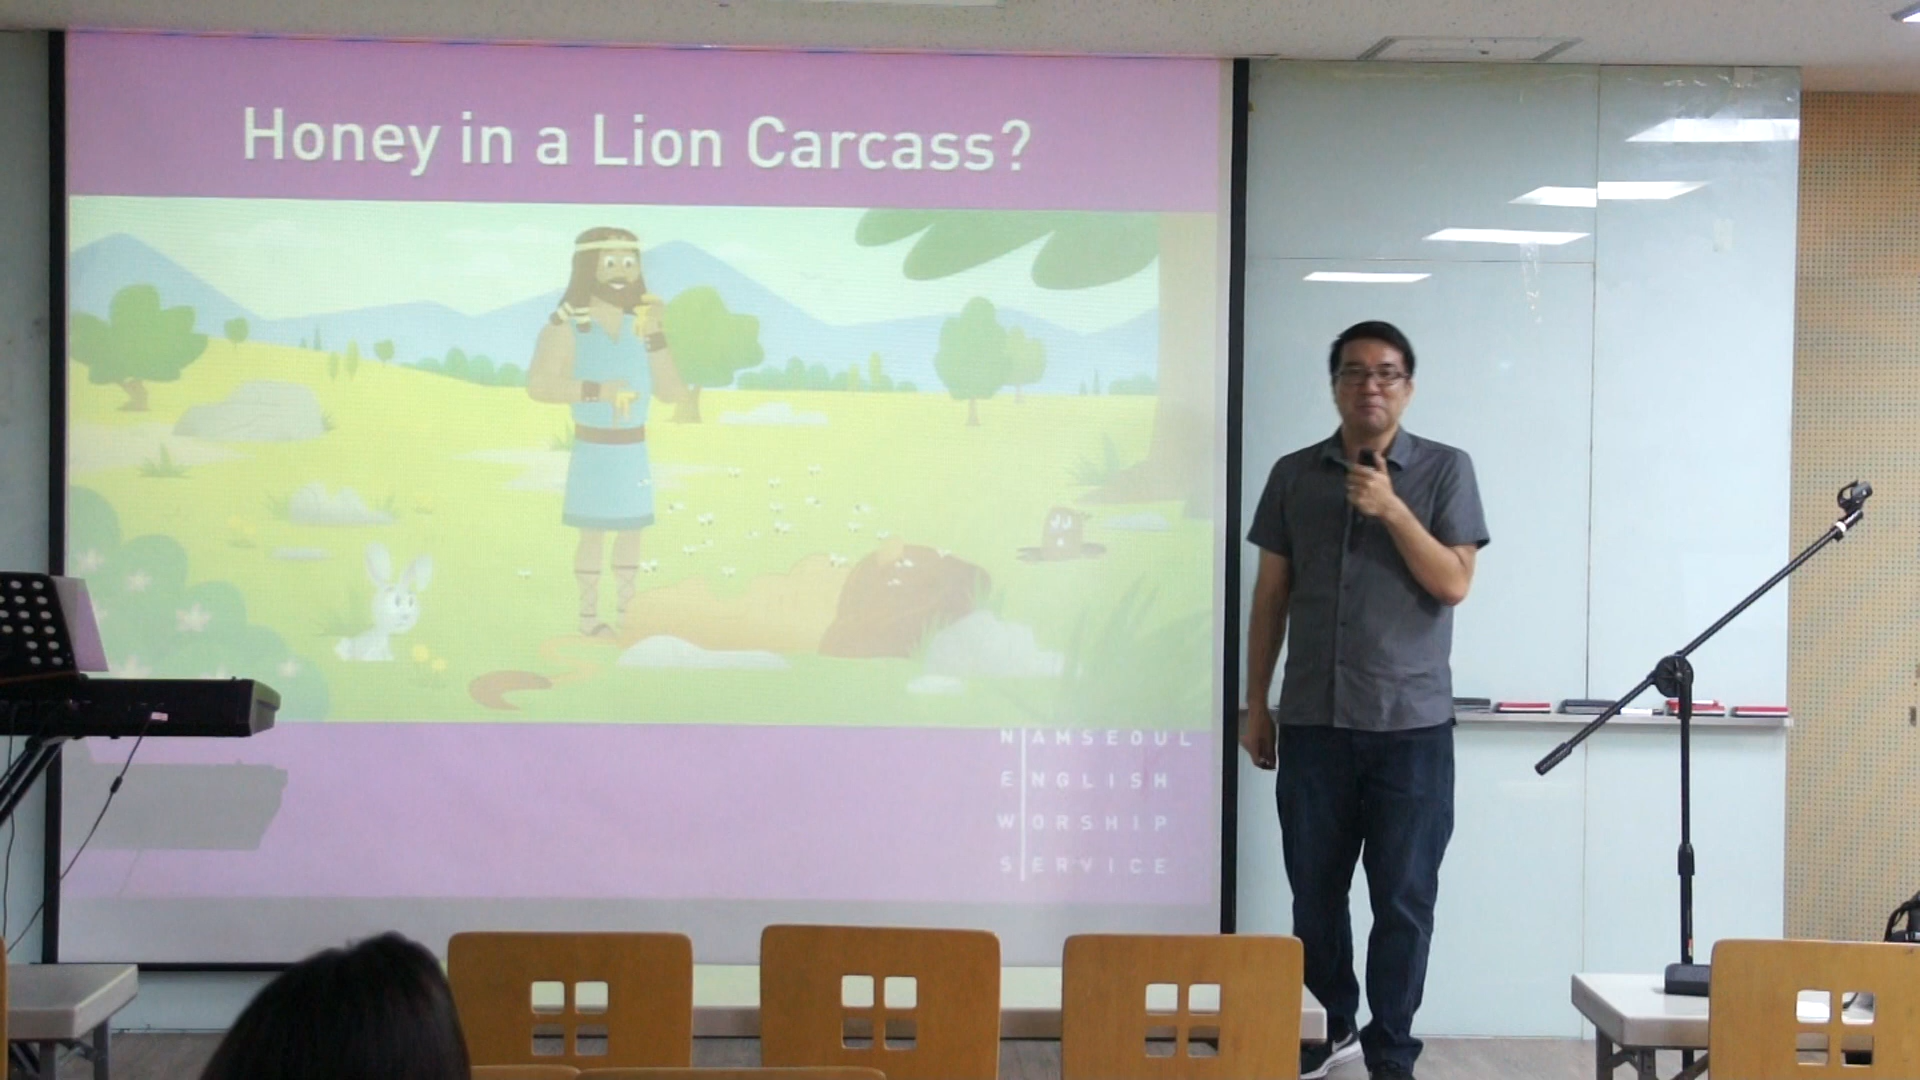 Honey in a Lion Carcass?
NAMSEOUL
ENGLISH
WORSHIP
SERVICE